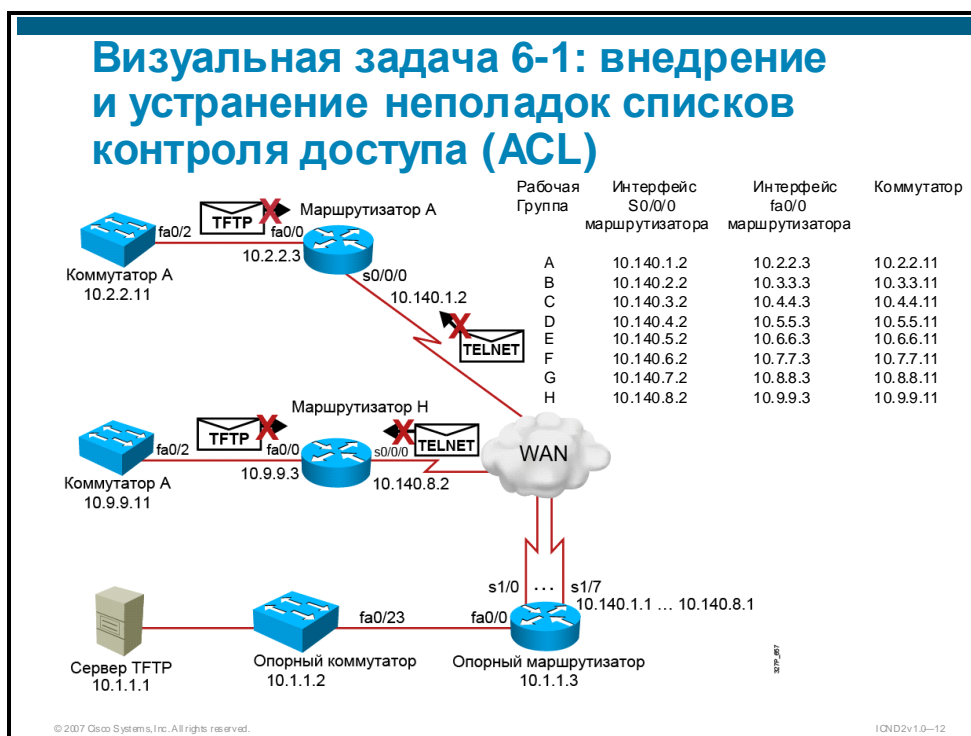 Визуальная задача 6-1: внедрение
и устранение неполадок списков
контроля доступа (ACL)
Рабочая Группа
Интерфейс S0/0/0 маршрутизатора
Интерфейс fa0/0 маршрутизатора
Коммутатор
A 10.140.1.2 10.2.2.3 10.2.2.11
B 10.140.2.2 10.3.3.3 10.3.3.11
C 10.140.3.2 10.4.4.3 10.4.4.11
D 10.140.4.2 10.5.5.3 10.5.5.11
E 10.140.5.2 10.6.6.3 10.6.6.11
F 10.140.6.2 10.7.7.3 10.7.7.11
G 10.140.7.2 10.8.8.3 10.8.8.11
H 10.140.8.2 10.9.9.3 10.9.9.11
TFTP
Маршрутизатор A
fa0/2
fa0/0
Коммутатор A
10.2.2.11
10.2.2.3
s0/0/0
10.140.1.2
TELNET
Маршрутизатор H
TFTP
TELNET
fa0/2
fa0/0
s0/0/0
WAN
Коммутатор A
10.9.9.11
10.9.9.3
10.140.8.2
s1/0 ... s1/7
10.140.1.1 ... 10.140.8.1
fa0/23
fa0/0
Сервер TFTP
10.1.1.1
Опорный коммутатор
10.1.1.2
Опорный маршрутизатор
10.1.1.3
© 2007 Cisco Systems, Inc. All rights reserved.
ICND2 v1.0—12